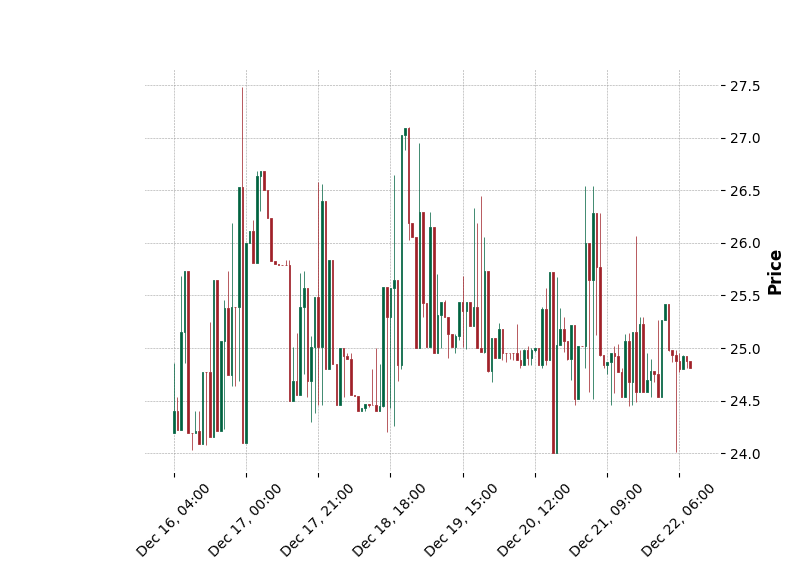 27.5
27.0
26.5
26.0
25.5
25.0
24.5
24.0
Price
Dec 16, 04:00
Dec 17, 00:00
Dec 17, 21:00
Dec 18, 18:00
Dec 19, 15:00
Dec 20, 12:00
Dec 21, 09:00
Dec 22, 06:00